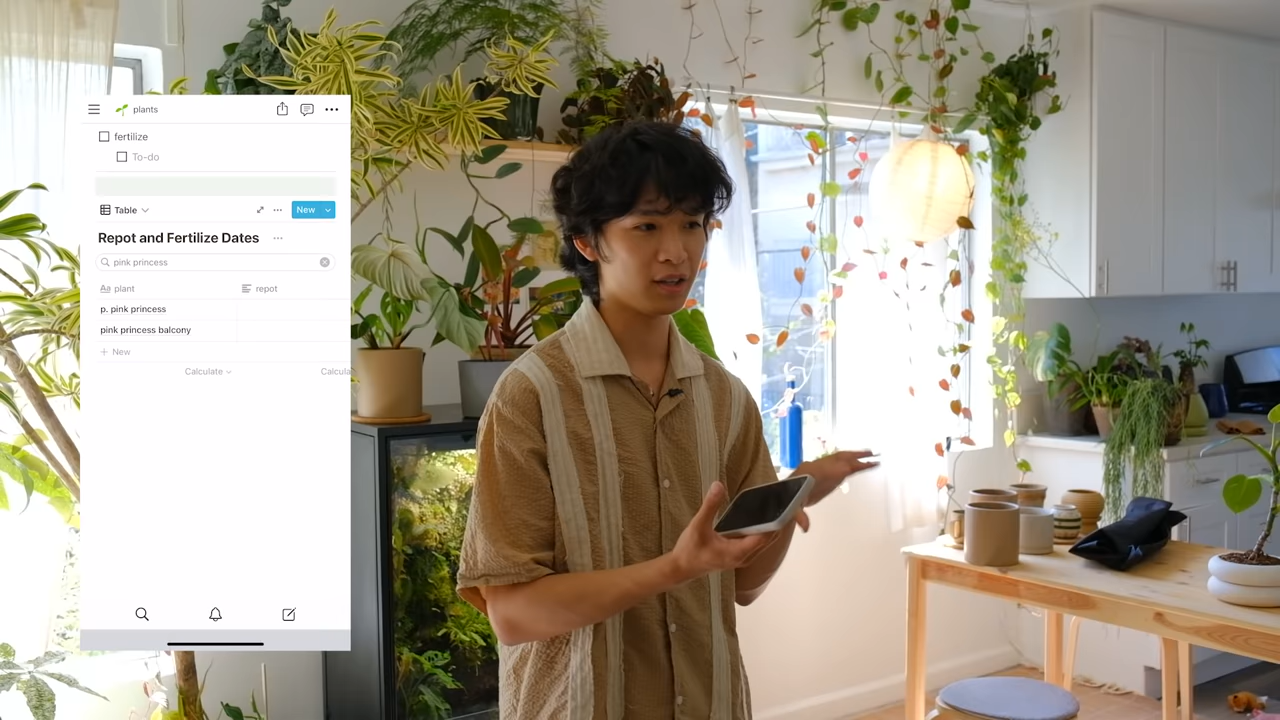 plants
fertilize
To-do
Table
New
Repot and Fertilize Dates
pink princess
Aa plant
repot
p. pink princess
pink princess balcony
+ New
Calculate
Calcula